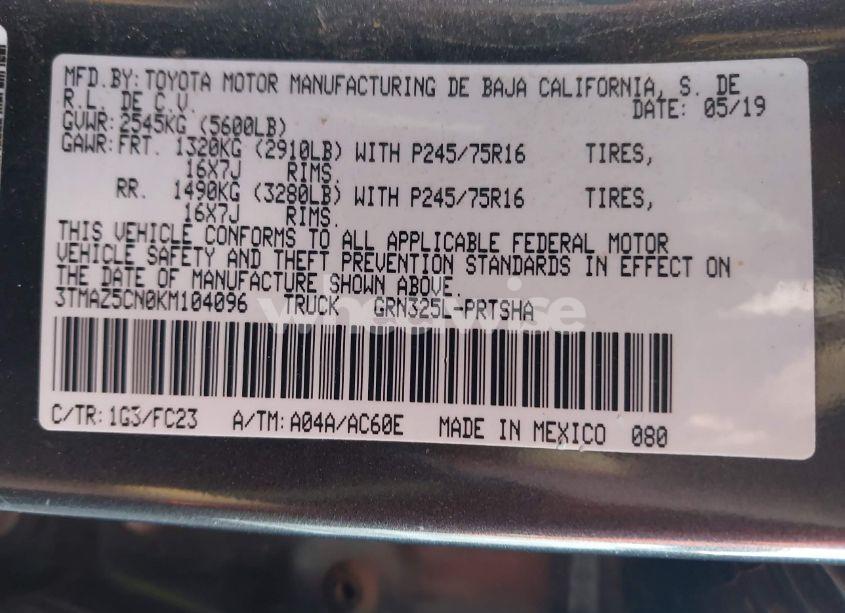 MFD.BY: TOYOTA MOTOR MANUFACTURING DE BAJA CALIFORNIA, S. DE
R.L. DE C.V.
DATE: 05/19
GVWR: 2545KG (5600LB)
GAWR: FRT. 1320KG (2910LB) WITH P245/75R16 TIRES,
16X7J RIMS.
RR. 1490KG (3280LB) WITH P245/75R16 TIRES,
16X7J RIMS.
THIS VEHICLE CONFORMS TO ALL APPLICABLE FEDERAL MOTOR
VEHICLE SAFETY AND THEFT PREVENTION STANDARDS IN EFFECT ON
THE DATE OF MANUFACTURE SHOWN ABOVE.
3TMAZ5CN0KM104096 TRUCK GRN325L-PRTSHA
wheelwise
C/TR: 1G3/FC23 A/TM: A04A/AC60E MADE IN MEXICO 080